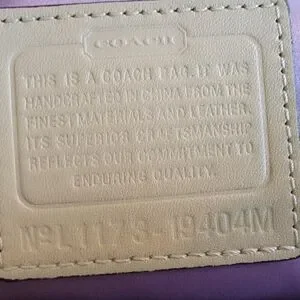 COACH
THIS IS A COACH BAG. IT WAS
HANDCRAFTED IN CHINA FROM THE
FINEST MATERIALS AND LEATHER.
ITS SUPERIOR CRAFTSMANSHIP
REFLECTS OUR COMMITMENT TO
ENDURING QUALITY.
Nº L1173-19404M